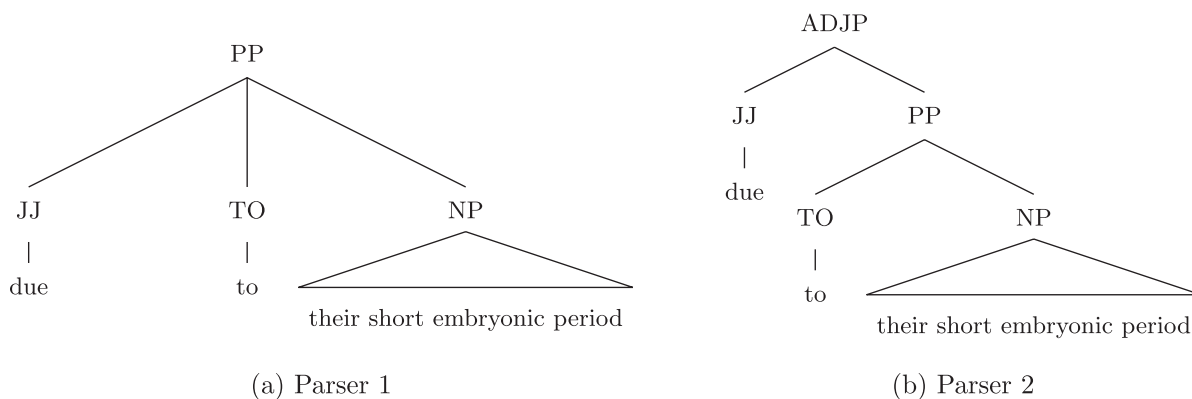 PP
JJ TO NP
due to
their short embryonic period
(a) Parser 1
ADJP
JJ PP
due
TO NP
to
their short embryonic period
(b) Parser 2